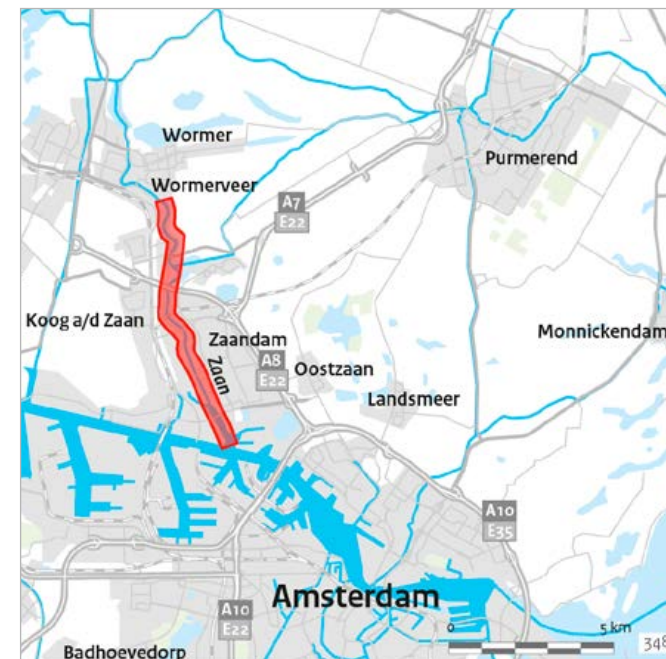 Wormer
Purmerend
Wormerveer
A7
E22
Koog a/d Zaan
Zaandam
Monnickendam
Zaan
A8
E22
Oostzaan
Landsmeer
A10
E35
Amsterdam
A10
E22
0 5 km
348
Badhoevedorp